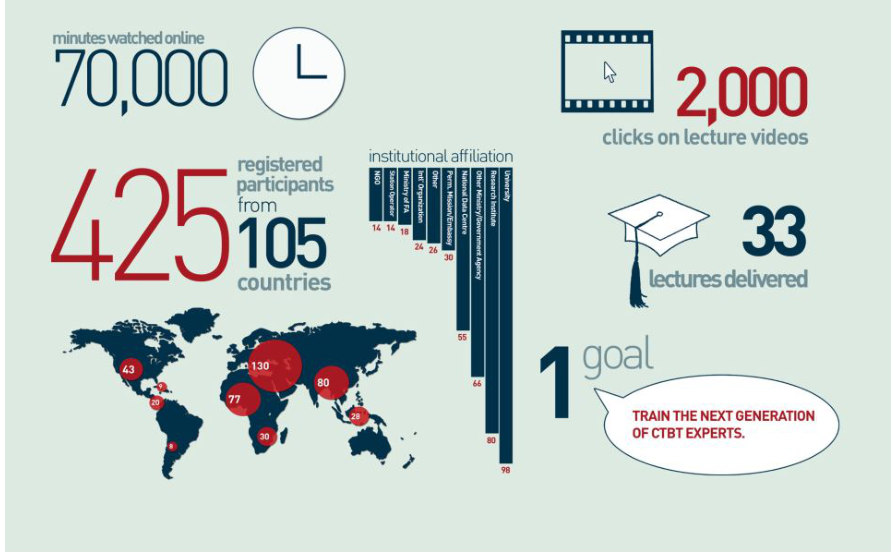 minutes watched online
70,000
2,000
clicks on lecture videos
425
registered
participants
from
105
countries
institutional affiliation
NGO
14
Station Operator
14
Ministry of FA
18
Int'l Organization
24
Other
26
Perm. Mission/Embassy
30
National Data Centre
55
Other Ministry/Government Agency
66
Research Institute
80
University
98
33
lectures delivered
43
9
20
8
130
77
30
80
28
1 goal
TRAIN THE NEXT GENERATION
OF CTBT EXPERTS.